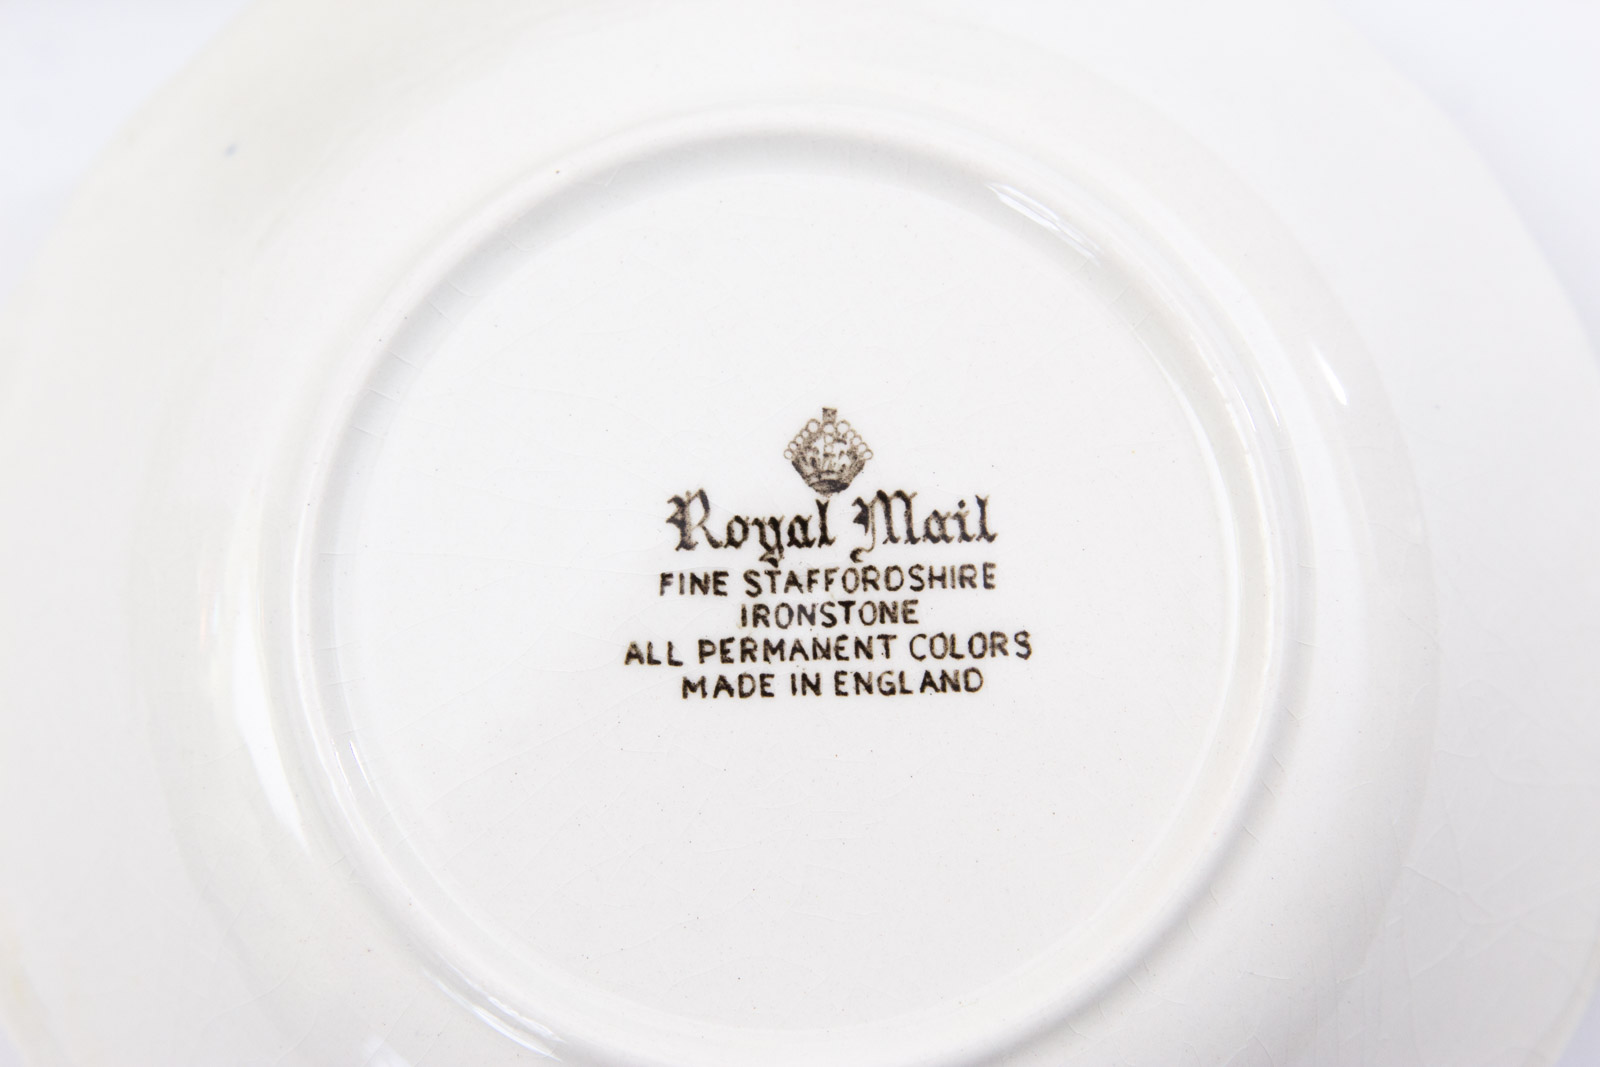 Royal Mail
FINE STAFFORDSHIRE
IRONSTONE
ALL PERMANENT COLORS
MADE IN ENGLAND